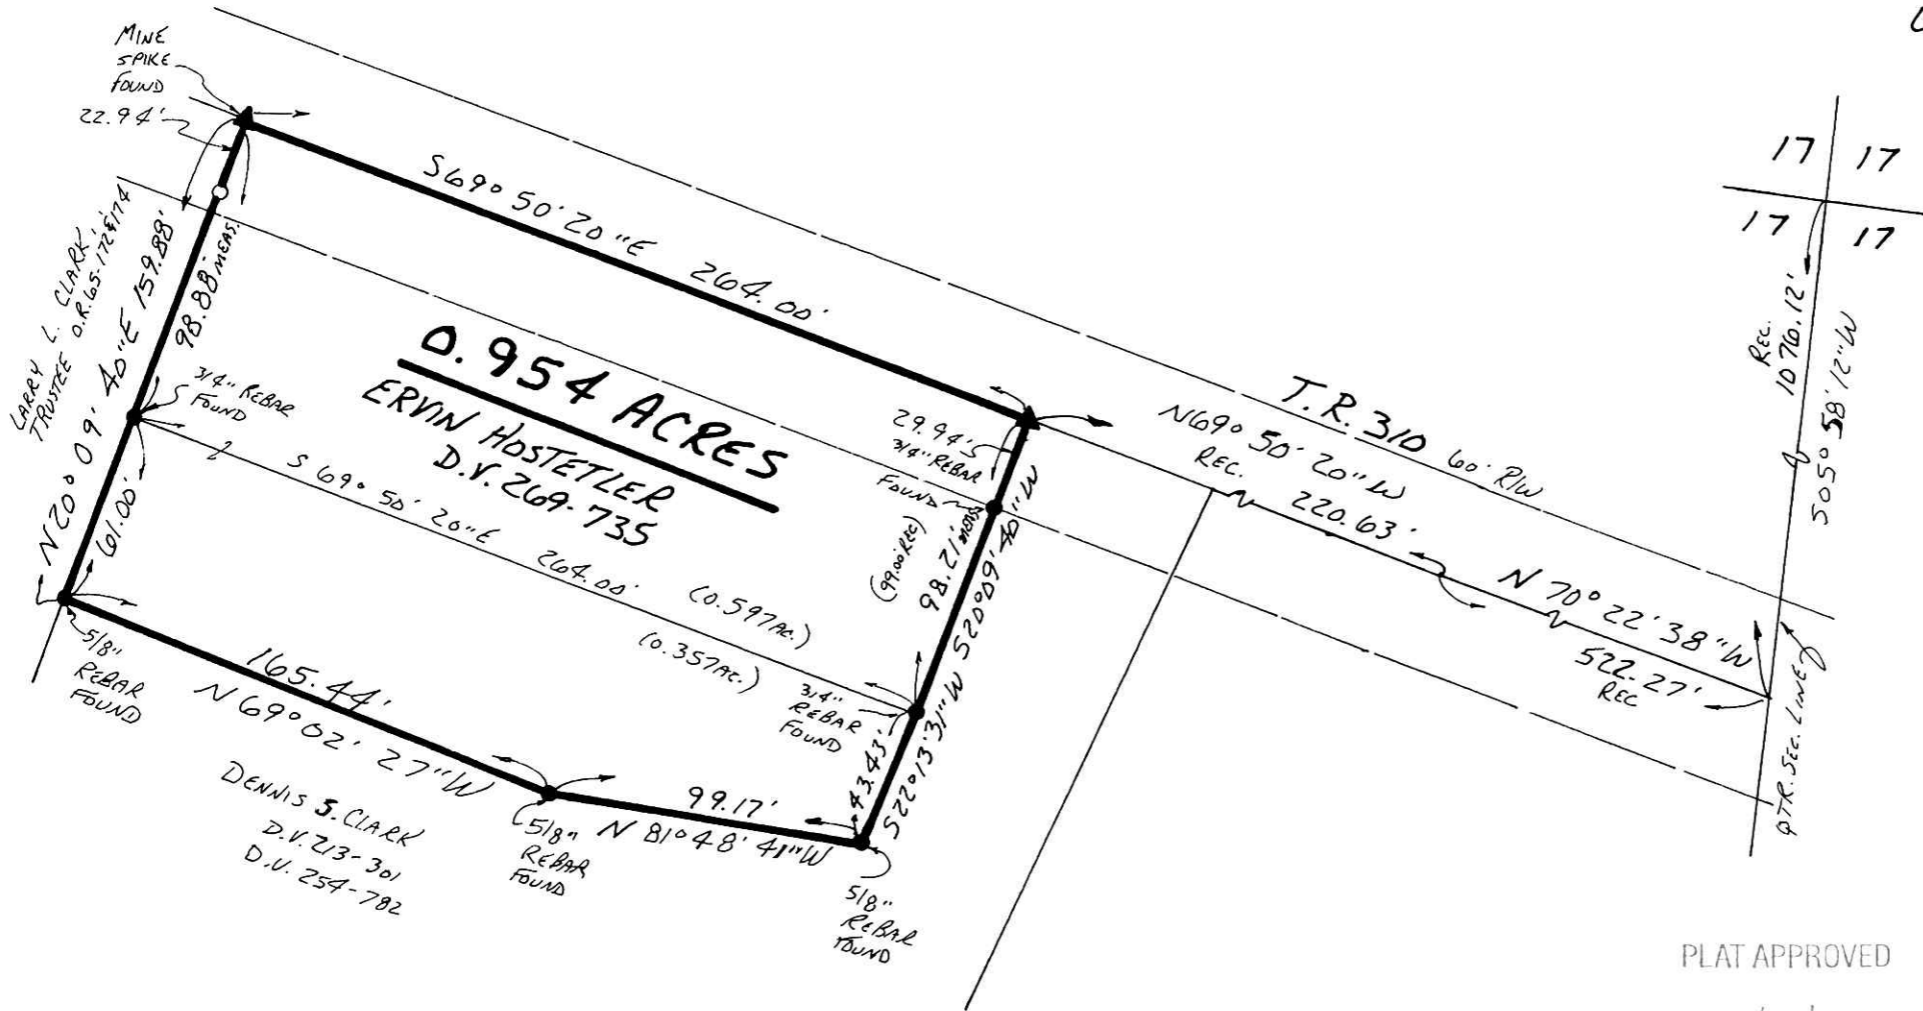 MINE
SPIKE
FOUND
22.94'
LARRY L. CLARK
TRUSTEE O.R. 65-172&174
N20° 09' 40"E 159.88'
98.88' MEAS.
3/4" REBAR
FOUND
61.00'
S69° 50' 20"E 264.00'
0.954 ACRES
ERVIN HOSTETLER
D.V. 269-735
S 69° 50' 20"E 264.00'
(0.597AC.)
(0.357AC.)
29.94'
3/4" REBAR
FOUND
(99.00 REC)
98.21' MEAS
S20°09'40"W
3/4"
REBAR
FOUND
43.43'
S22°13'31"W
5/8"
REBAR
FOUND
165.44'
N69°02'27"W
5/8"
REBAR
FOUND
99.17'
N 81°48'41"W
5/8"
REBAR
FOUND
DENNIS S. CLARK
D.V. 213-301
D.V. 254-782
T.R. 310 60' R/W
N69° 50' 20" W
REC. 220.63'
N 70° 22' 38" W
522.27'
REC
17 17
17 17
REC.
1076.12'
S05° 58' 12" W
QTR. SEC. LINE
PLAT APPROVED